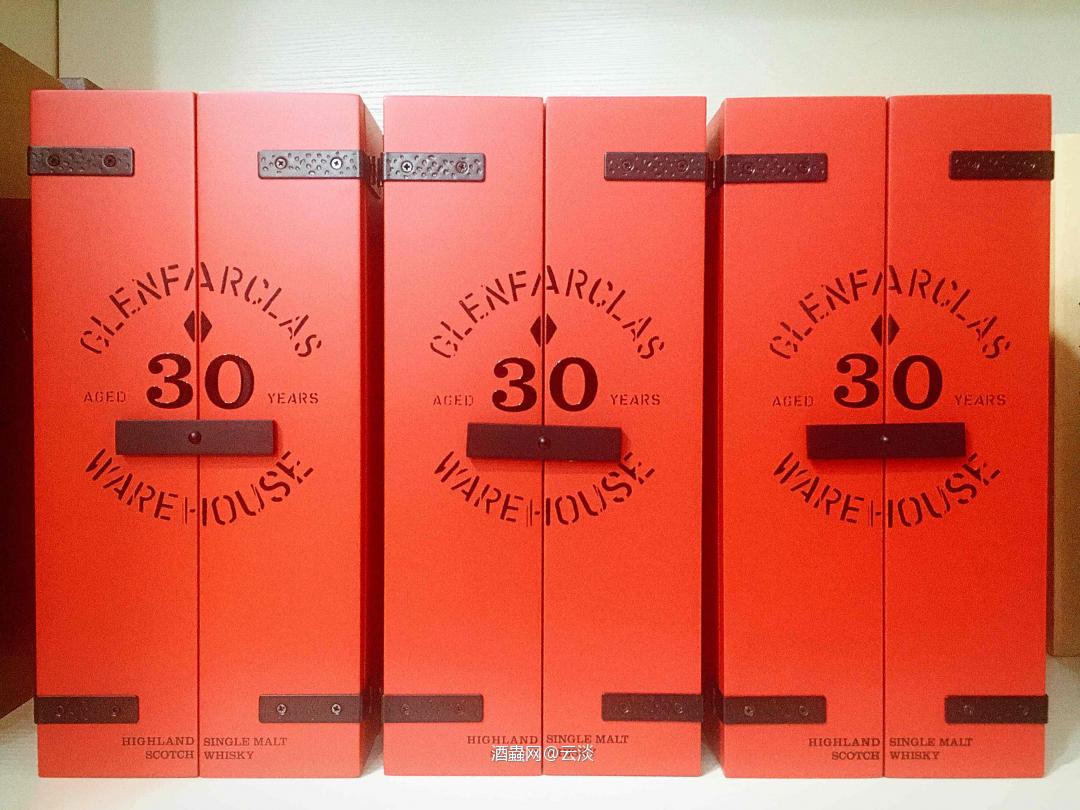 GLENFARCLAS
AGED 30 YEARS
WAREHOUSE
HIGHLAND SINGLE MALT
SCOTCH WHISKY
GLENFARCLAS
AGED 30 YEARS
WAREHOUSE
HIGHLAND SINGLE MALT
酒蟲网@云淡
GLENFARCLAS
AGED 30 YEARS
WAREHOUSE
HIGHLAND SINGLE MALT
SCOTCH WHISKY